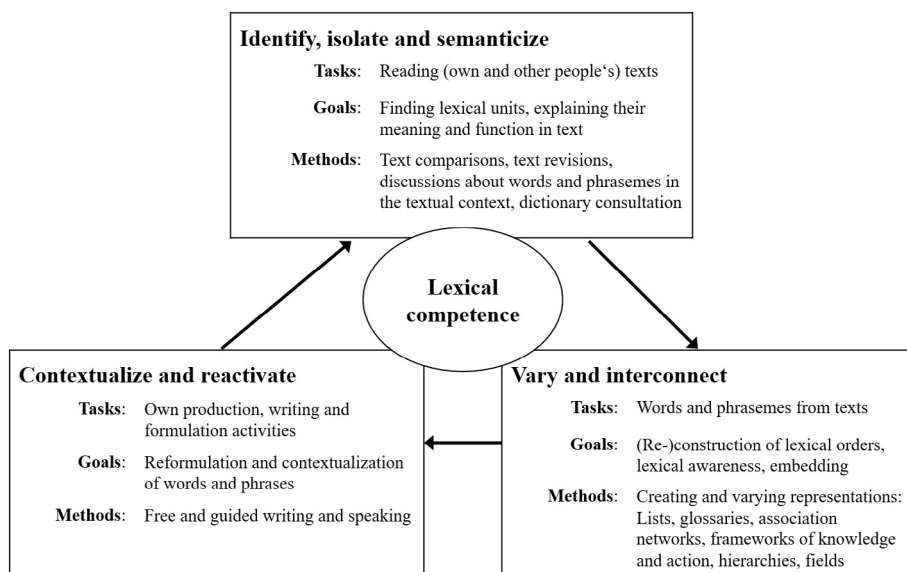 Identify, isolate and semanticize
Tasks: Reading (own and other people‘s) texts
Goals: Finding lexical units, explaining their
meaning and function in text
Methods: Text comparisons, text revisions,
discussions about words and phrasemes in
the textual context, dictionary consultation
Lexical
competence
Contextualize and reactivate
Tasks: Own production, writing and
formulation activities
Goals: Reformulation and contextualization
of words and phrases
Methods: Free and guided writing and speaking
Vary and interconnect
Tasks: Words and phrasemes from texts
Goals: (Re-)construction of lexical orders,
lexical awareness, embedding
Methods: Creating and varying representations:
Lists, glossaries, association
networks, frameworks of knowledge
and action, hierarchies, fields